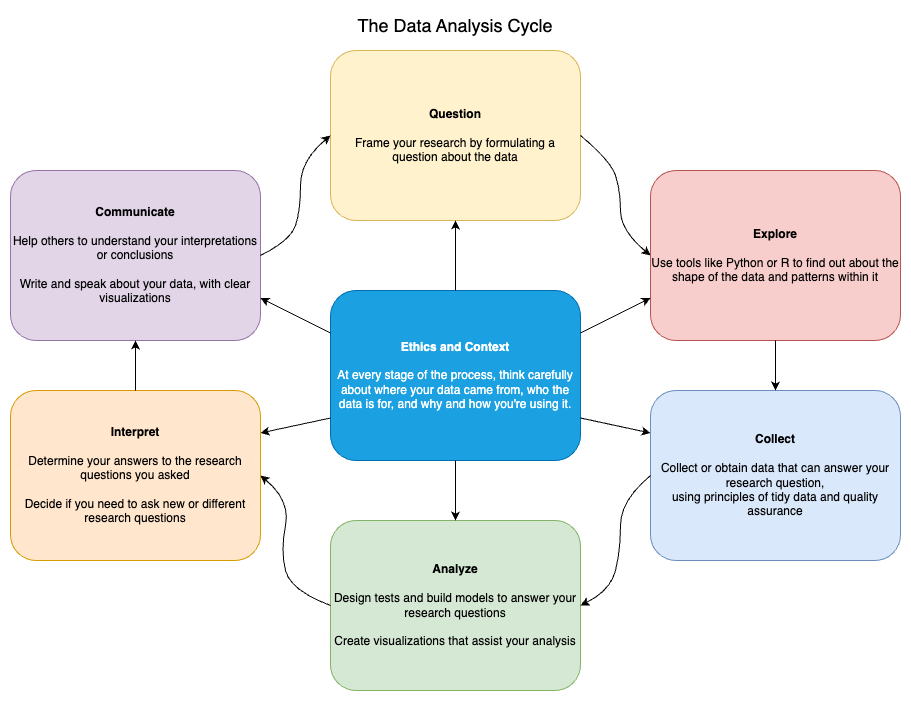 The Data Analysis Cycle
Question
Frame your research by formulating a
question about the data
Communicate
Help others to understand your interpretations
or conclusions
Write and speak about your data, with clear
visualizations
Explore
Use tools like Python or R to find out about the
shape of the data and patterns within it
Ethics and Context
At every stage of the process, think carefully
about where your data came from, who the
data is for, and why and how you're using it.
Interpret
Determine your answers to the research
questions you asked
Decide if you need to ask new or different
research questions
Collect
Collect or obtain data that can answer your
research question,
using principles of tidy data and quality
assurance
Analyze
Design tests and build models to answer your
research questions
Create visualizations that assist your analysis